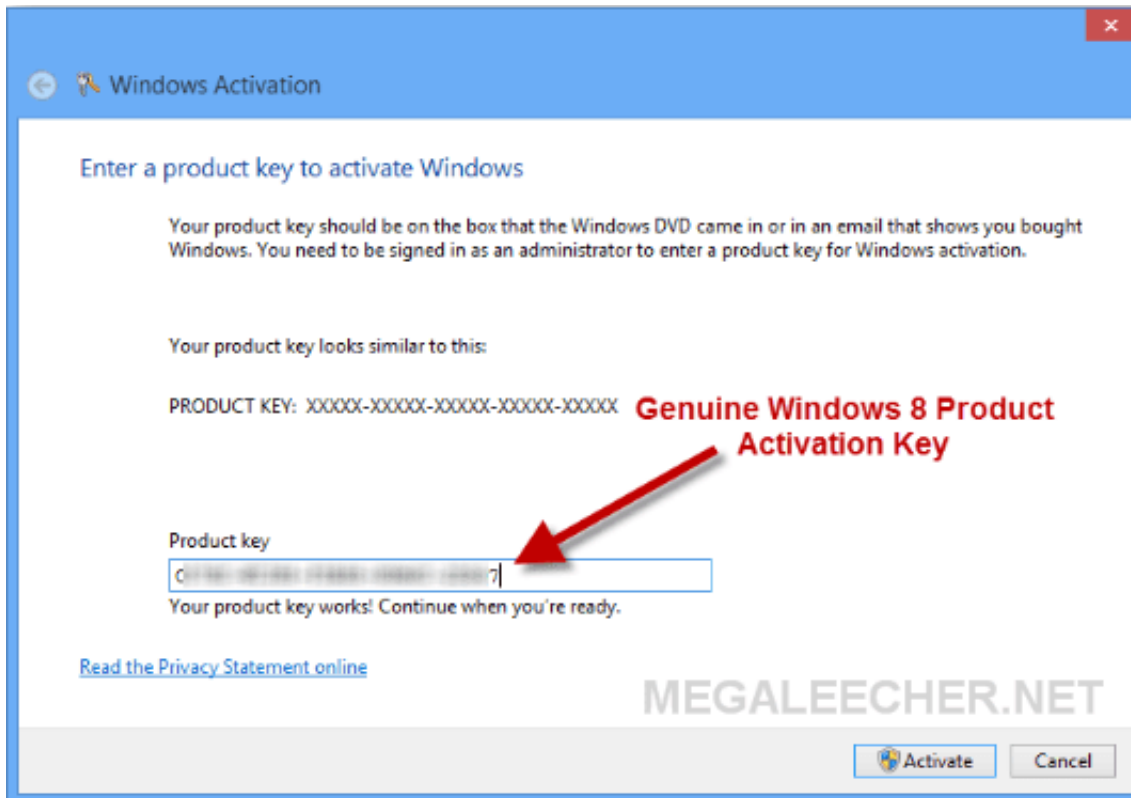 Windows Activation
Enter a product key to activate Windows
Your product key should be on the box that the Windows DVD came in or in an email that shows you bought
Windows. You need to be signed in as an administrator to enter a product key for Windows activation.
Your product key looks similar to this:
PRODUCT KEY: XXXXX-XXXXX-XXXXX-XXXXX-XXXXX
Genuine Windows 8 Product
Activation Key
Product key
Your product key works! Continue when you're ready.
Read the Privacy Statement online
MEGALEECHER.NET
Activate
Cancel